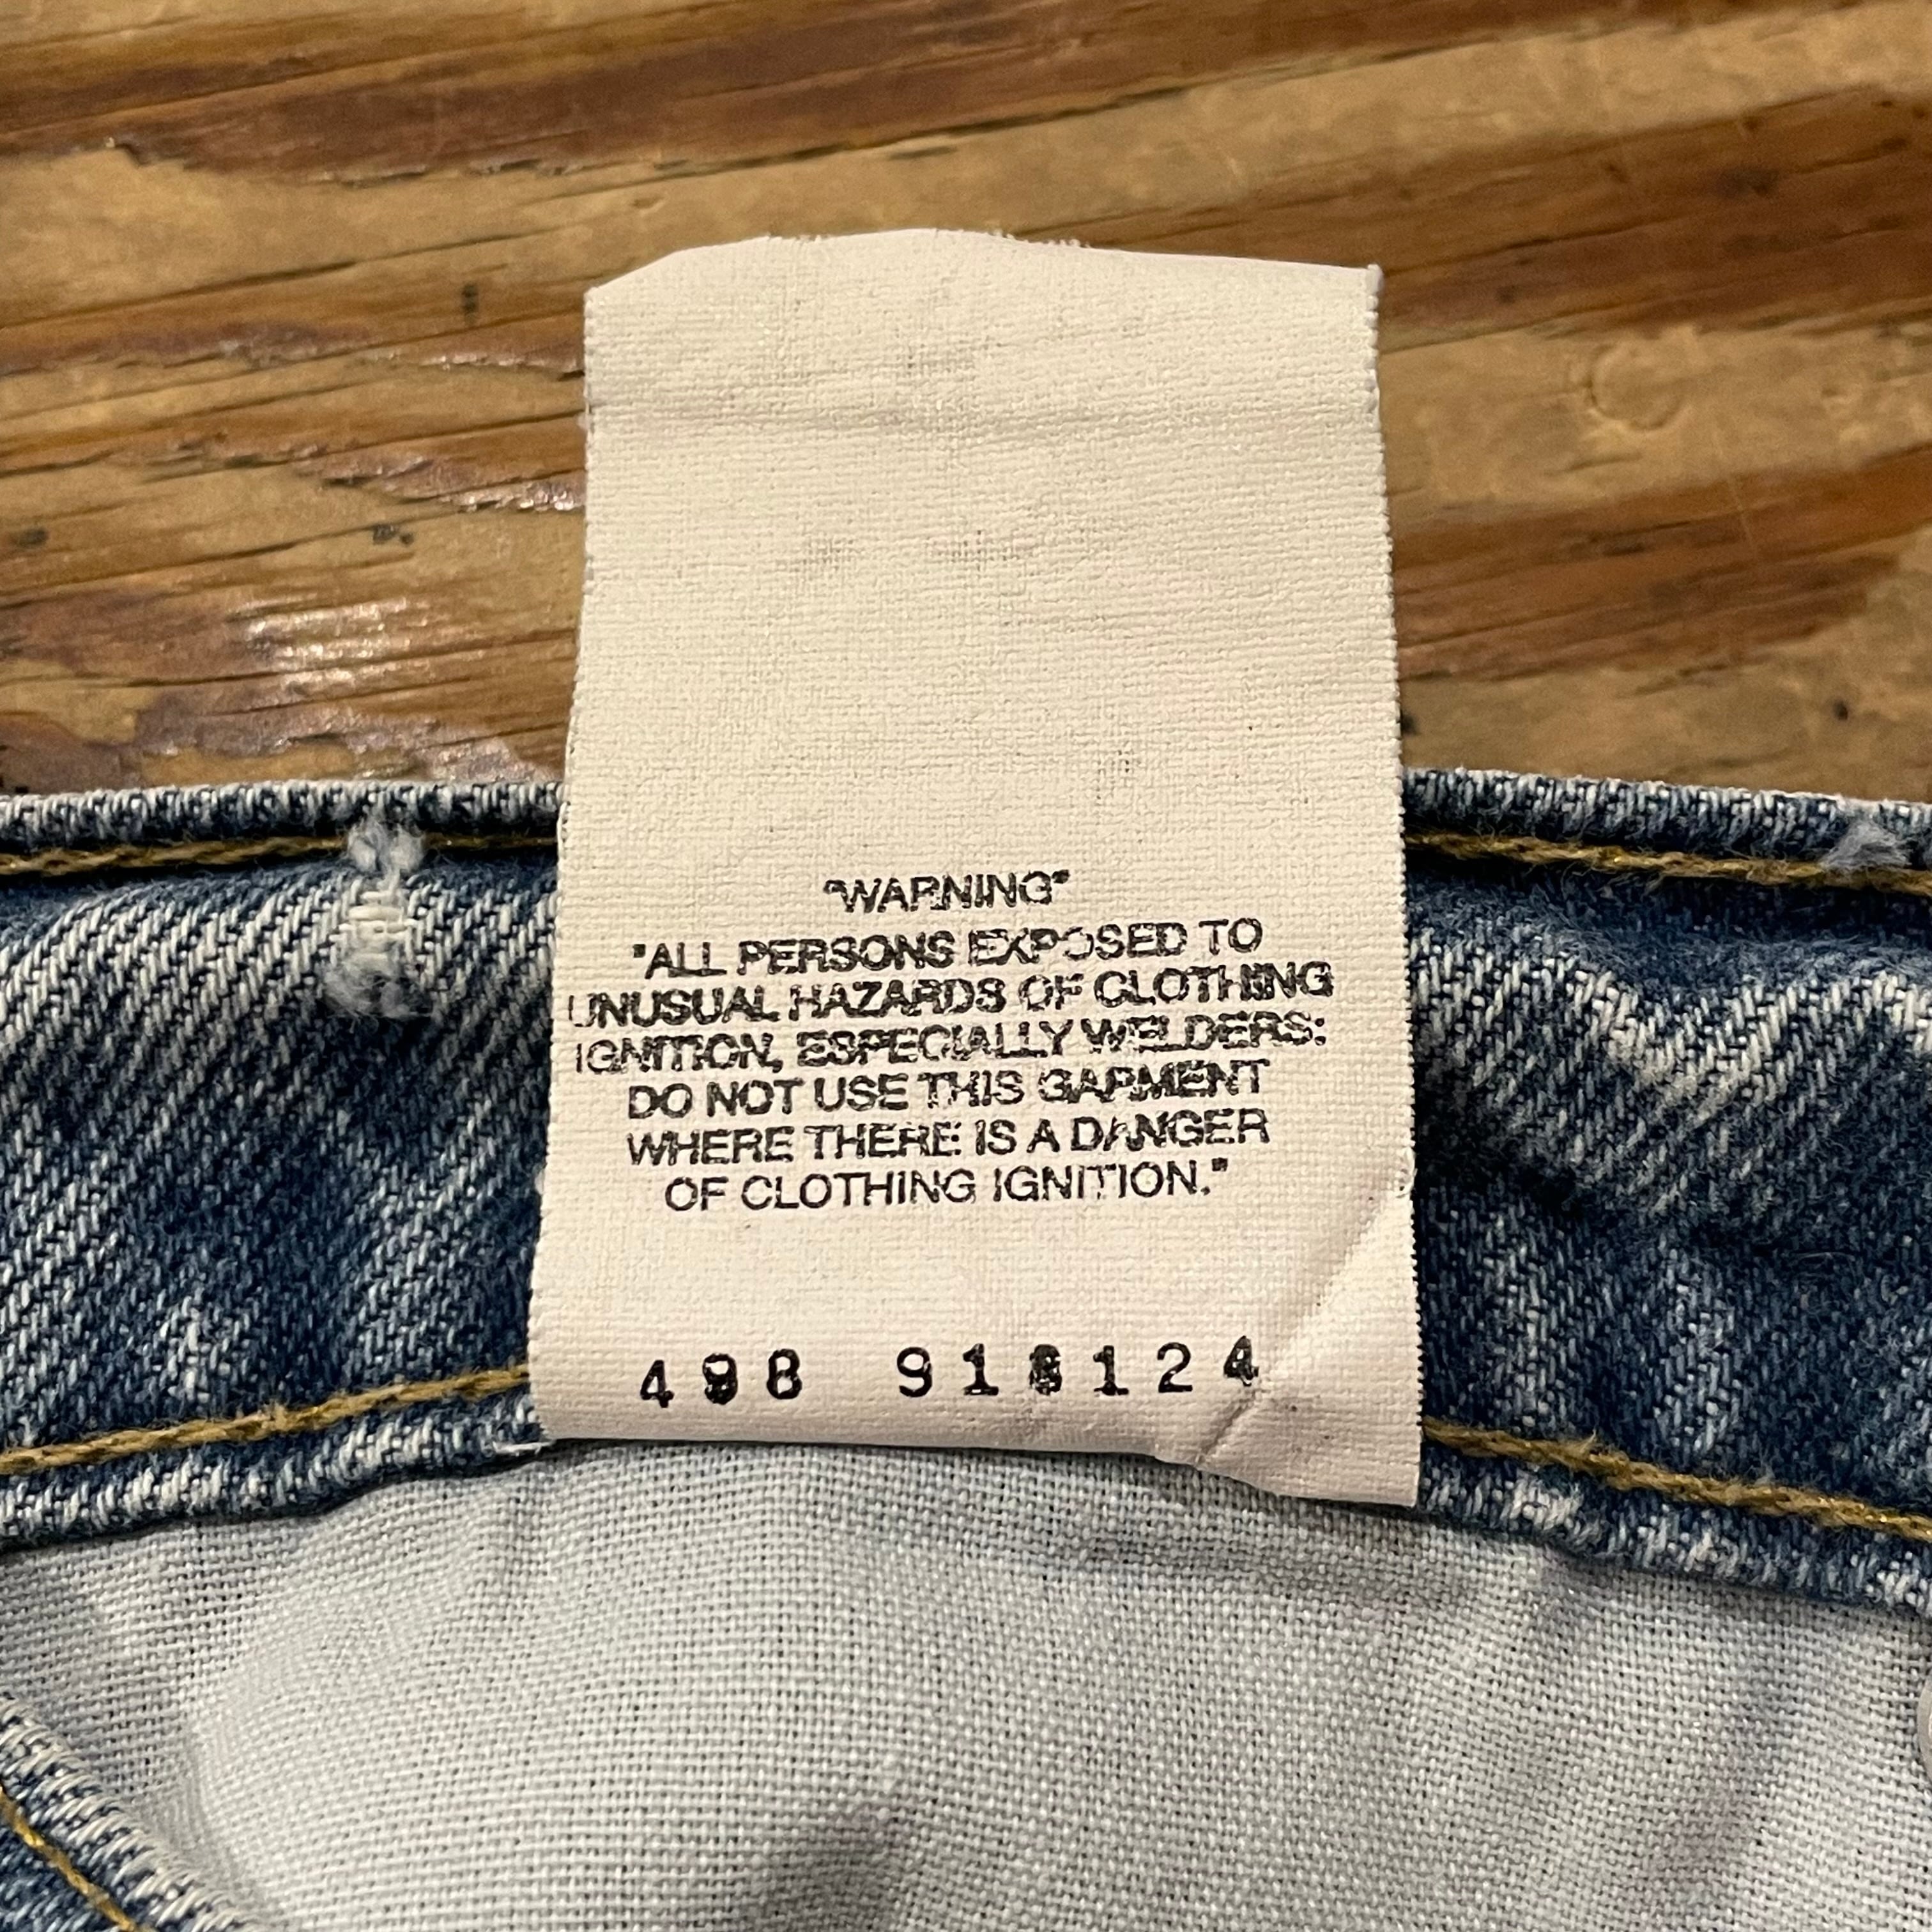 "WARNING"
"ALL PERSONS EXPOSED TO
UNUSUAL HAZARDS OF CLOTHING
IGNITION, ESPECIALLY WELDERS:
DO NOT USE THIS GARMENT
WHERE THERE IS A DANGER
OF CLOTHING IGNITION."
498